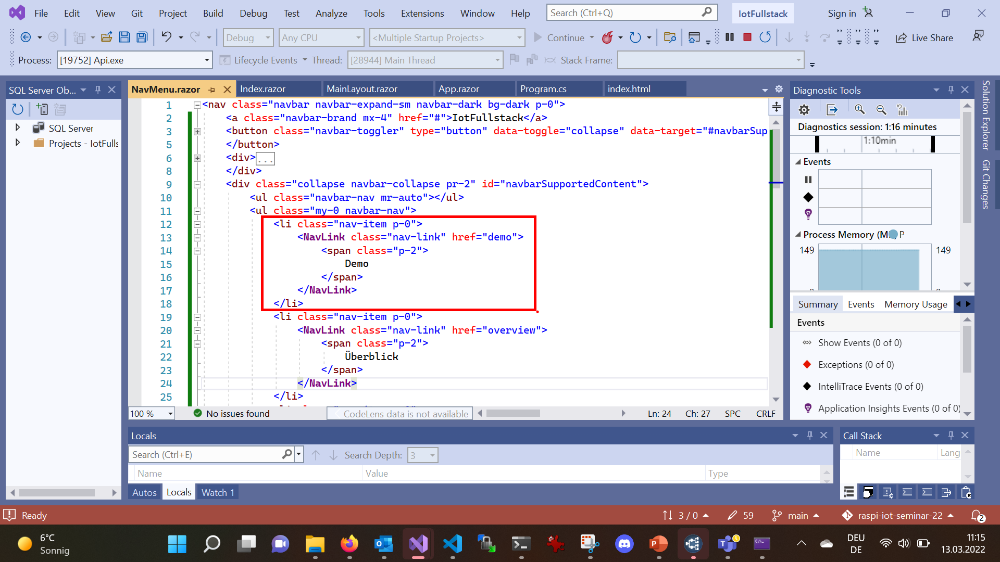 File Edit View Git Project Build Debug Test Analyze Tools Extensions Window Help Search (Ctrl+Q) IotFullstack Sign in
Debug Any CPU <Multiple Startup Projects> Continue Live Share
Process: [19752] Api.exe Lifecycle Events Thread: [28944] Main Thread Stack Frame:
SQL Server Ob...
SQL Server
Projects - IotFulls
NavMenu.razor Index.razor MainLayout.razor App.razor Program.cs index.html
1 <nav class="navbar navbar-expand-sm navbar-dark bg-dark p-0">
2 <a class="navbar-brand mx-4" href="#">IotFullstack</a>
3 <button class="navbar-toggler" type="button" data-toggle="collapse" data-target="#navbarSup
5 </button>
6 <div>...
8 </div>
9 <div class="collapse navbar-collapse pr-2" id="navbarSupportedContent">
10 <ul class="navbar-nav mr-auto"></ul>
11 <ul class="my-0 navbar-nav">
12 <li class="nav-item p-0">
13 <NavLink class="nav-link" href="demo">
14 <span class="p-2">
15 Demo
16 </span>
17 </NavLink>
18 </li>
19 <li class="nav-item p-0">
20 <NavLink class="nav-link" href="overview">
21 <span class="p-2">
22 Überblick
23 </span>
24 </NavLink>
25 </li>
100 % No issues found CodeLens data is not available Ln: 24 Ch: 27 SPC CRLF
Diagnostic Tools
Diagnostics session: 1:16 minutes
1:10min
Events
Process Memory (M P
149 149
Summary Events Memory Usage
Events
Show Events (0 of 0)
Exceptions (0 of 0)
IntelliTrace Events (0 of 0)
Application Insights Events (0 of 0)
Solution Explorer
Git Changes
Locals
Search (Ctrl+E) Search Depth: 3
Name Value Type
Autos Locals Watch 1
Call Stack
Name Lang
Ready 3 / 0 59 main raspi-iot-seminar-22 2
6°C
Sonnig
DEU
DE
11:15
13.03.2022